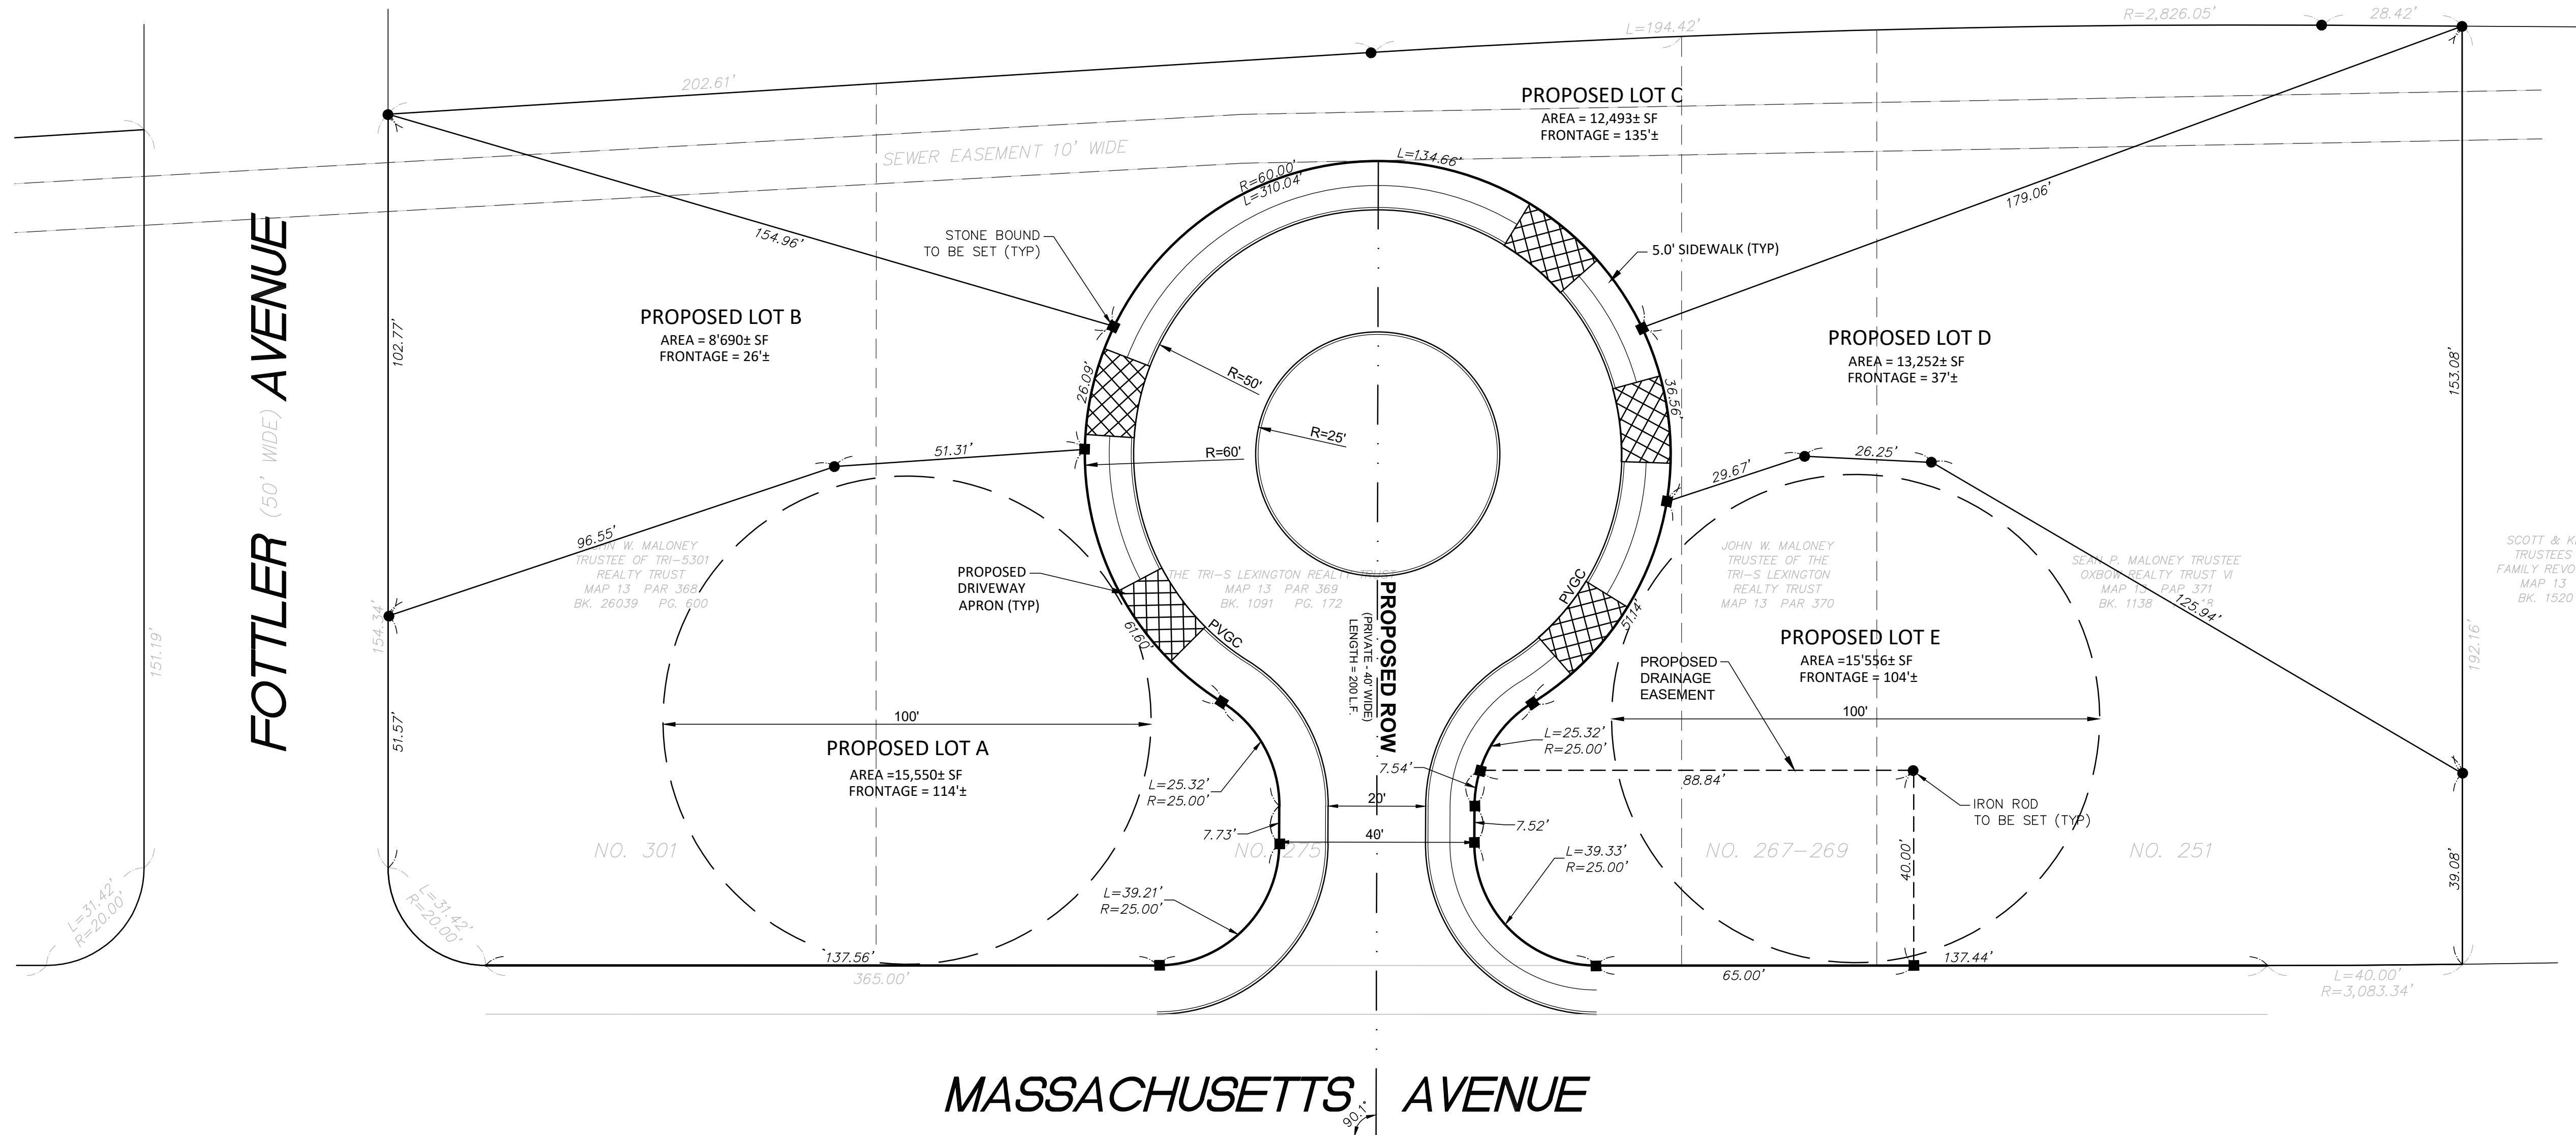 R=2,826.05'
28.42'
L=194.42'
202.61'
PROPOSED LOT C
AREA = 12,493± SF
FRONTAGE = 135'±
SEWER EASEMENT 10' WIDE
L=134.66'
R=60.00'
L=310.04'
179.06'
154.96'
STONE BOUND
TO BE SET (TYP)
5.0' SIDEWALK (TYP)
FOTTLER (50' WIDE) AVENUE
102.77'
PROPOSED LOT B
AREA = 8'690± SF
FRONTAGE = 26'±
26.09'
R=50'
R=25'
R=60'
36.56'
PROPOSED LOT D
AREA = 13,252± SF
FRONTAGE = 37'±
153.08'
51.31'
96.55'
29.67'
26.25'
125.94'
JOHN W. MALONEY
TRUSTEE OF TRI-5301
REALTY TRUST
MAP 13 PAR 368
BK. 26039 PG. 600
PROPOSED
DRIVEWAY
APRON (TYP)
THE TRI-S LEXINGTON REALTY TRUST
MAP 13 PAR 369
BK. 1091 PG. 172
PVGC
PVGC
61.60'
51.14'
JOHN W. MALONEY
TRUSTEE OF THE
TRI-S LEXINGTON
REALTY TRUST
MAP 13 PAR 370
SEAN P. MALONEY TRUSTEE
OXBOW REALTY TRUST VI
MAP 13 PAP 371
BK. 1138
SCOTT & K
TRUSTEES
FAMILY REVO
MAP 13
BK. 1520
151.19'
154.34'
51.57'
192.16'
PROPOSED ROW
(PRIVATE - 40' WIDE)
LENGTH = 200 L.F.
PROPOSED LOT E
AREA =15'556± SF
FRONTAGE = 104'±
PROPOSED
DRAINAGE
EASEMENT
100'
100'
PROPOSED LOT A
AREA =15,550± SF
FRONTAGE = 114'±
L=25.32'
R=25.00'
L=25.32'
R=25.00'
7.54'
88.84'
20'
40'
7.73'
7.52'
IRON ROD
TO BE SET (TYP)
NO. 301
NO. 275
NO. 267-269
NO. 251
L=39.33'
R=25.00'
40.00'
39.08'
L=39.21'
R=25.00'
L=31.42'
R=20.00'
L=31.42'
R=20.00'
137.56'
365.00'
65.00'
137.44'
L=40.00'
R=3,083.34'
MASSACHUSETTS AVENUE
90.1°